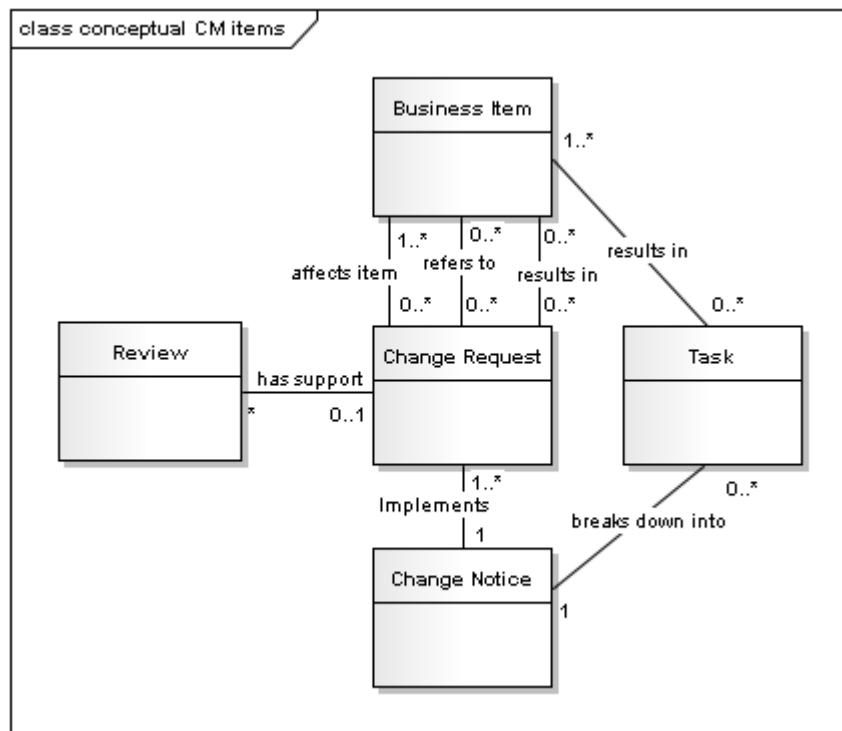 class conceptual CM items
Business Item
1..*
1..* 0..* 0..*
affects item refers to results in
results in
0..* 0..* 0..*
0..*
Review
Change Request
Task
has support
* 0..1
1..*
0..*
Implements
breaks down into
1
Change Notice
1